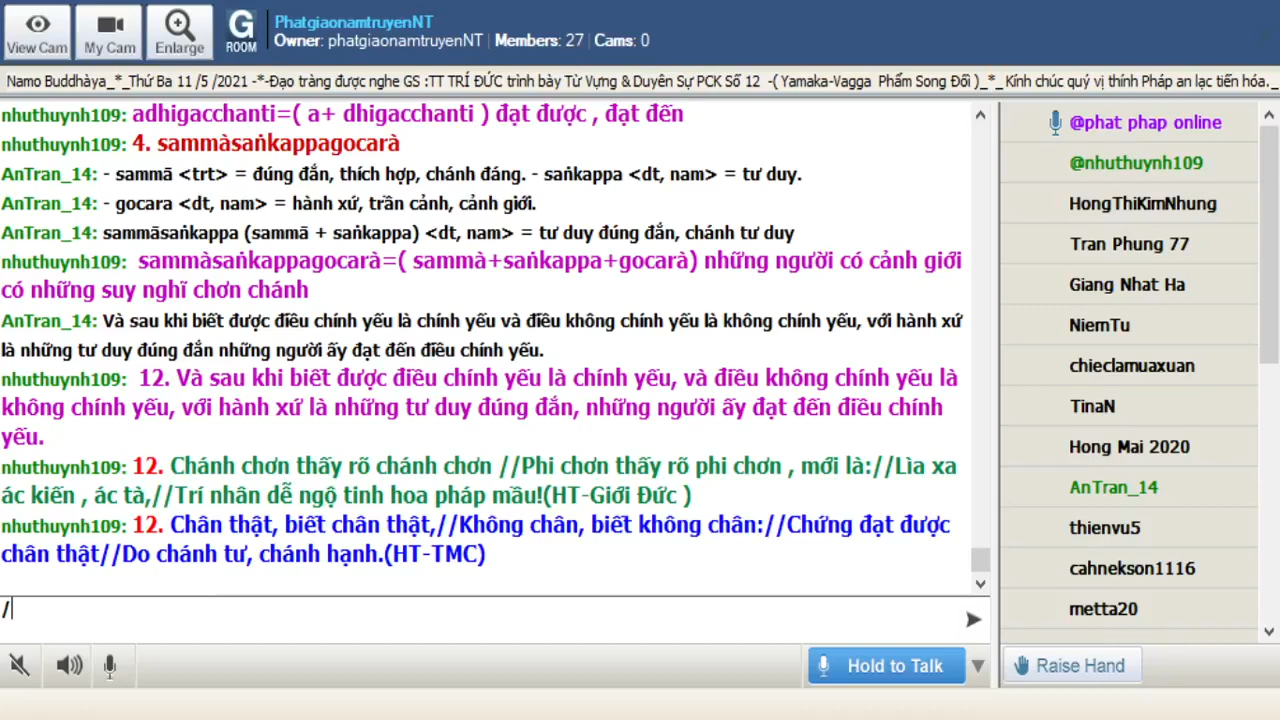 View Cam
My Cam
Enlarge
G
ROOM
PhatgiaonamtruyenNT
Owner: phatgiaonamtruyenNT | Members: 27 | Cams: 0
Namo Buddhàya_*_Thứ Ba 11 /5 /2021 -*-Đạo tràng được nghe GS :TT TRÍ ĐỨC trình bày Từ Vựng & Duyên Sự PCK Số 12 -( Yamaka-Vagga Phẩm Song Đối )_*_ Kính chúc quý vị thính Pháp an lạc tiến hóa._
nhuthuynh109: adhigacchanti=( a+ dhigacchanti ) đạt được , đạt đến
nhuthuynh109: 4. sammàsaṅkappagocarà
AnTran_14: - sammā <trt> = đúng đắn, thích hợp, chánh đáng. - saṅkappa <dt, nam> = tư duy.
AnTran_14: - gocara <dt, nam> = hành xứ, trần cảnh, cảnh giới.
AnTran_14: sammāsaṅkappa (sammā + saṅkappa) <dt, nam> = tư duy đúng đắn, chánh tư duy
nhuthuynh109: sammàsaṅkappagocarà=( sammà+saṅkappa+gocarà) những người có cảnh giới
có những suy nghĩ chơn chánh
AnTran_14: Và sau khi biết được điều chính yếu là chính yếu và điều không chính yếu là không chính yếu, với hành xứ
là những tư duy đúng đắn những người ấy đạt đến điều chính yếu.
nhuthuynh109: 12. Và sau khi biết được điều chính yếu là chính yếu, và điều không chính yếu là
không chính yếu, với hành xứ là những tư duy đúng đắn, những người ấy đạt đến điều chính
yếu.
nhuthuynh109: 12. Chánh chơn thấy rõ chánh chơn //Phi chơn thấy rõ phi chơn , mới là://Lìa xa
ác kiến , ác tà,//Trí nhân dễ ngộ tinh hoa pháp mầu!(HT-Giới Đức )
nhuthuynh109: 12. Chân thật, biết chân thật,//Không chân, biết không chân://Chứng đạt được
chân thật//Do chánh tư, chánh hạnh.(HT-TMC)
/
Hold to Talk
@phat phap online
@nhuthuynh109
HongThiKimNhung
Tran Phung 77
Giang Nhat Ha
NiemTu
chieclamuaxuan
TinaN
Hong Mai 2020
AnTran_14
thienvu5
cahnekson1116
metta20
Raise Hand